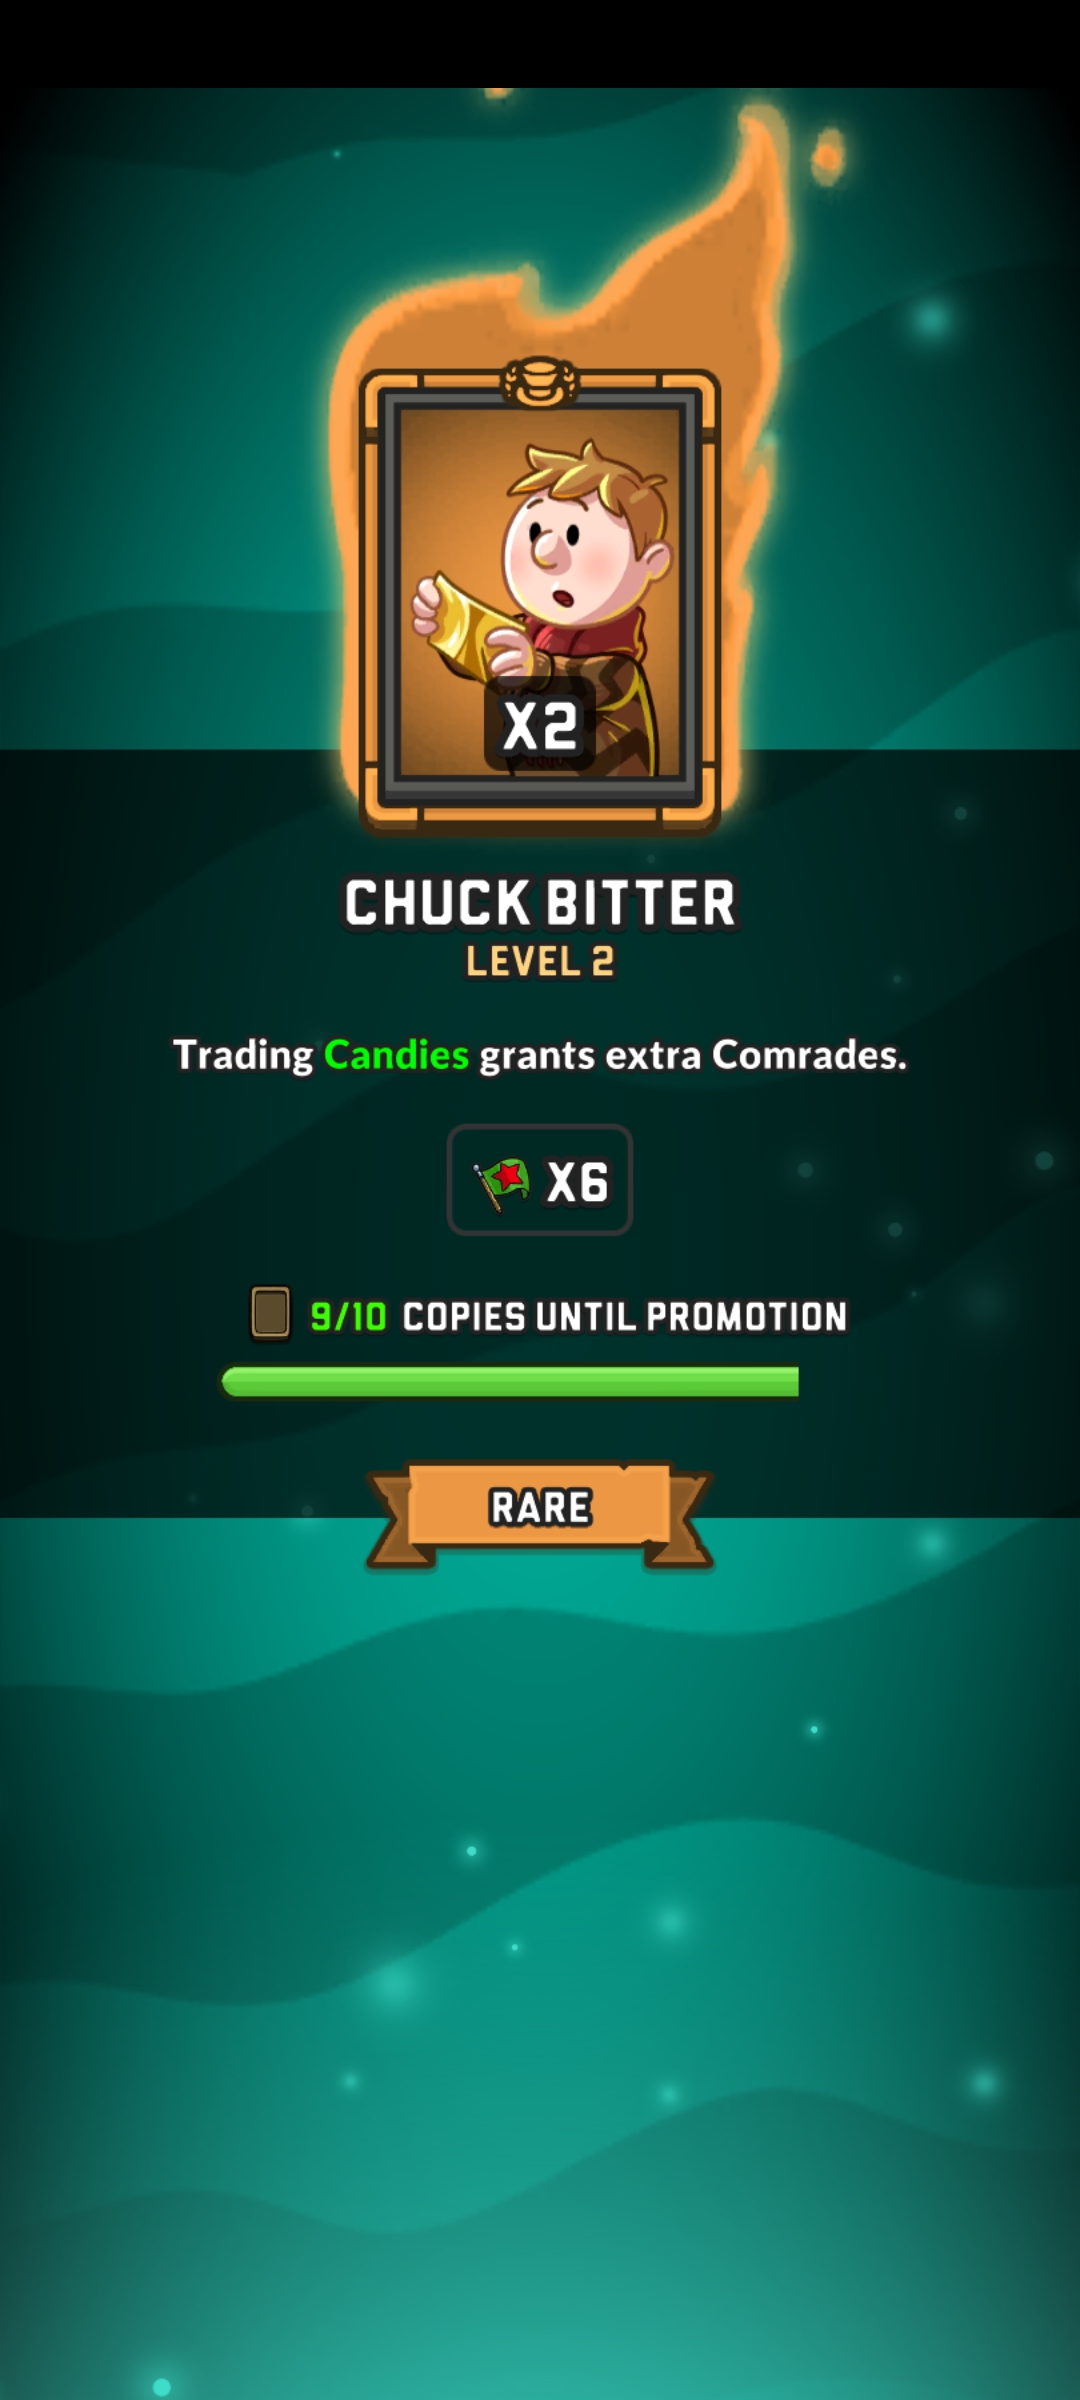 X2
CHUCK BITTER
LEVEL 2
Trading Candies grants extra Comrades.
X6
9/10 COPIES UNTIL PROMOTION
RARE